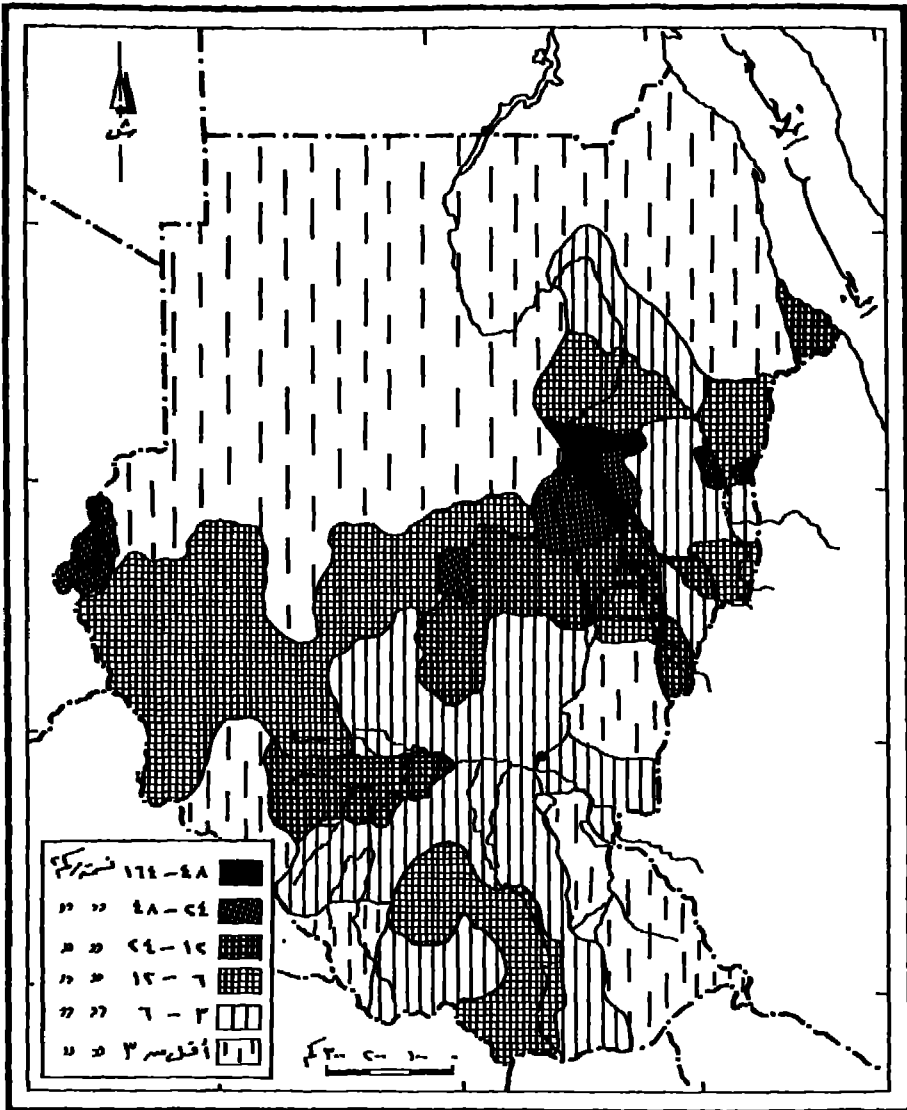 ش
٤٨ – ١٦٤ نسمة/كم٢
٢٤ – ٤٨ " "
١٢ – ٢٤ " "
٦ – ١٢ " "
٣ – ٦ " "
أقل من ٣ " "
٠ ١٠٠ ٢٠٠ ٣٠٠ كم